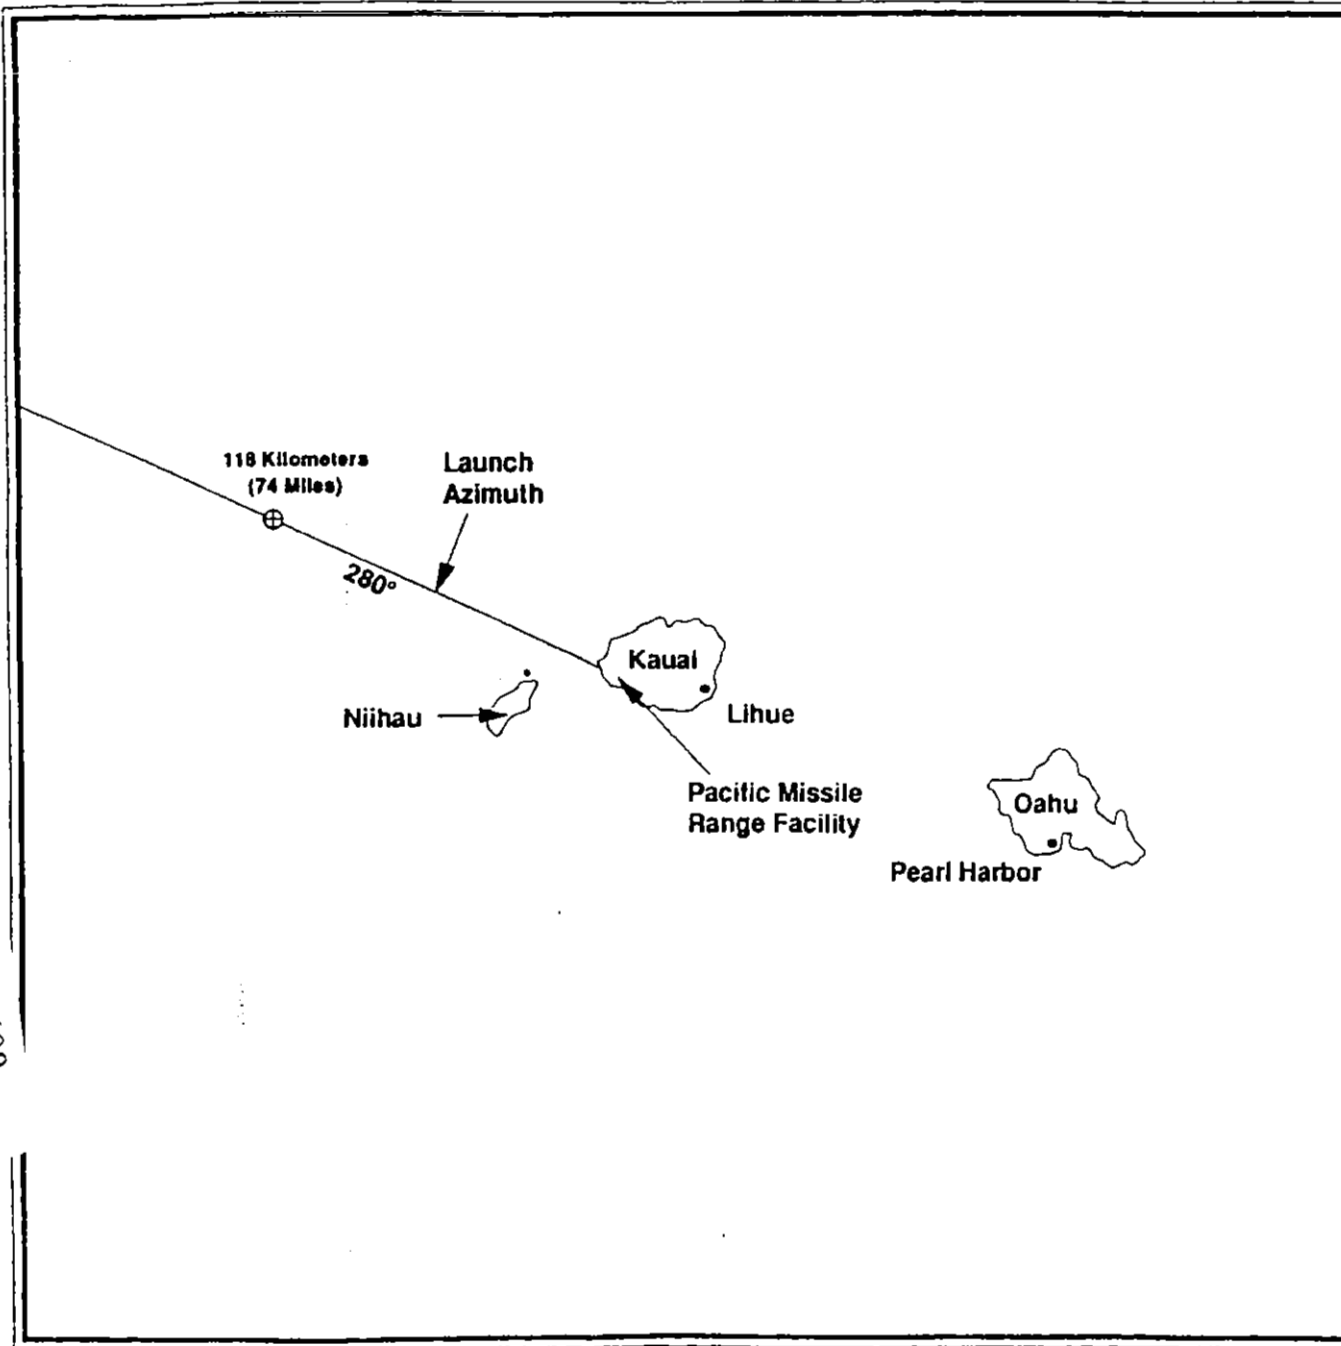 118 Kilometers
(74 Miles)
Launch
Azimuth
280°
Kauai
Niihau
Lihue
Pacific Missile
Range Facility
Oahu
Pearl Harbor